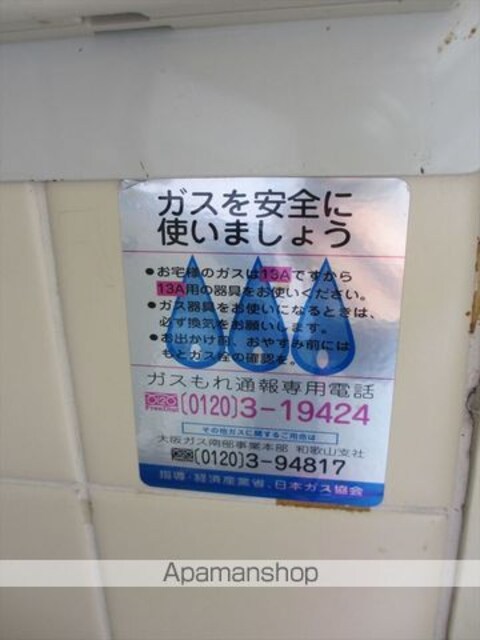 ガスを安全に
使いましょう
●お宅様のガスは13Aですから
13A用の器具をお使いください。
●ガス器具をお使いになるときは、
必ず換気をお願いします。
●お出かけ前、おやすみ前には
もとガス栓の確認を。
ガスもれ通報専用電話
FreeDial (0120)3-19424
その他ガスに関するご用命は
大阪ガス南部事業本部 和歌山支社
(0120)3-94817
指導・経済産業省、日本ガス協会
Apamanshop